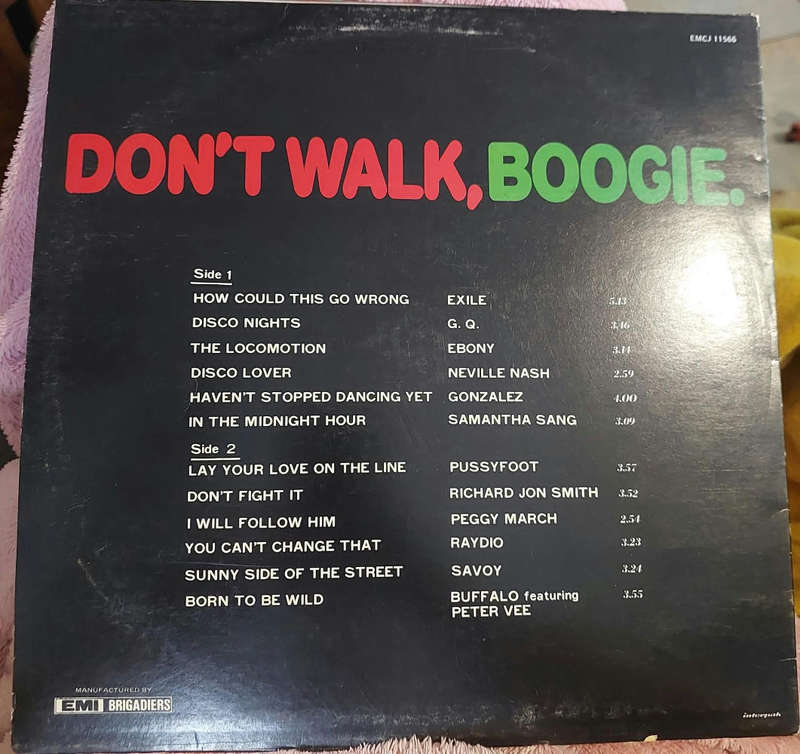 EMCJ 11566
DON'T WALK, BOOGIE.
Side 1
HOW COULD THIS GO WRONG EXILE 5.13
DISCO NIGHTS G. Q. 3.46
THE LOCOMOTION EBONY 3.14
DISCO LOVER NEVILLE NASH 2.59
HAVEN'T STOPPED DANCING YET GONZALEZ 4.00
IN THE MIDNIGHT HOUR SAMANTHA SANG 3.09
Side 2
LAY YOUR LOVE ON THE LINE PUSSYFOOT 3.57
DON'T FIGHT IT RICHARD JON SMITH 3.52
I WILL FOLLOW HIM PEGGY MARCH 2.54
YOU CAN'T CHANGE THAT RAYDIO 3.23
SUNNY SIDE OF THE STREET SAVOY 3.24
BORN TO BE WILD BUFFALO featuring 3.55
PETER VEE
MANUFACTURED BY
EMI BRIGADIERS